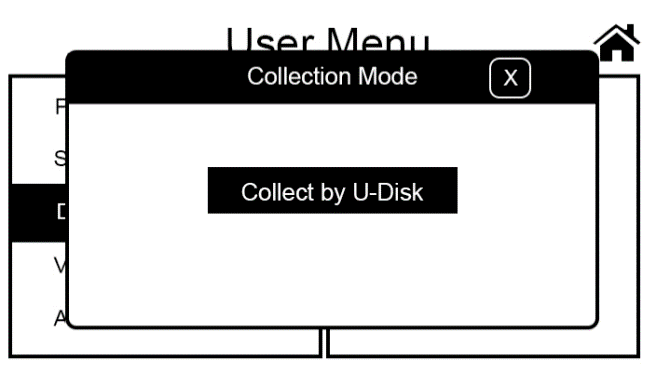 User Menu
Collection Mode
X
Collect by U-Disk